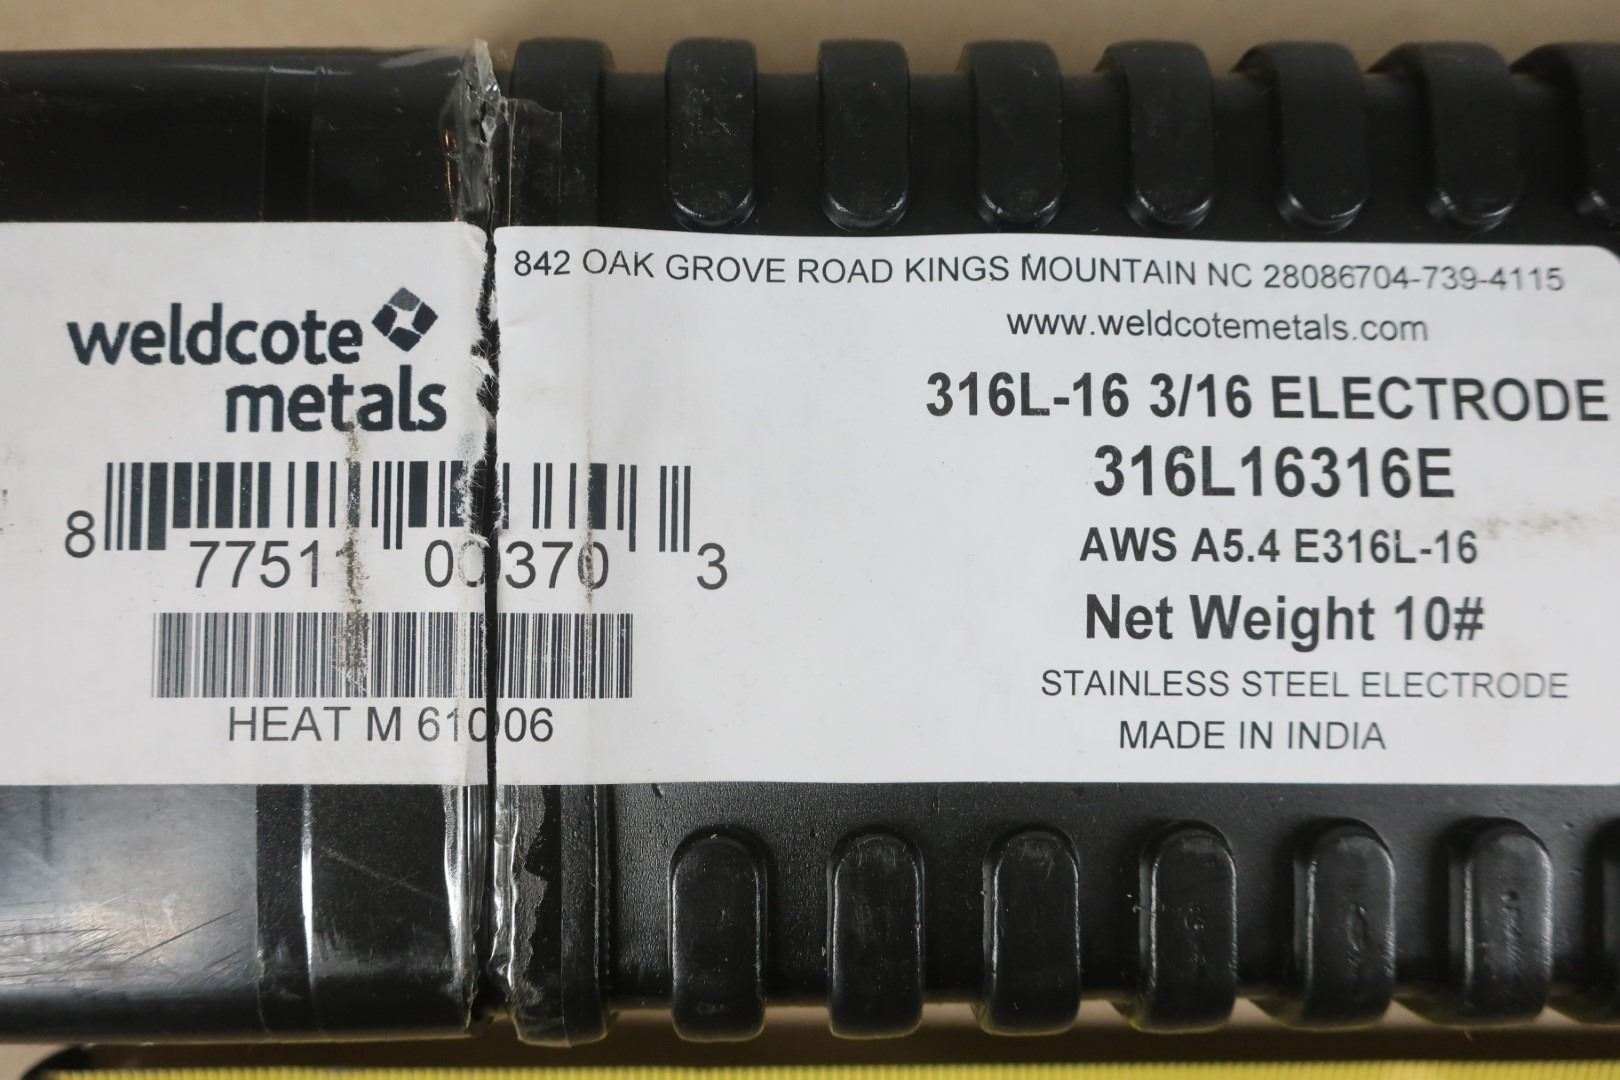 842 OAK GROVE ROAD KINGS MOUNTAIN NC 28086704-739-4115
www.weldcotemetals.com
weldcote
metals
316L-16 3/16 ELECTRODE
316L16316E
AWS A5.4 E316L-16
Net Weight 10#
STAINLESS STEEL ELECTRODE
MADE IN INDIA
8 77511 00370 3
HEAT M 61006